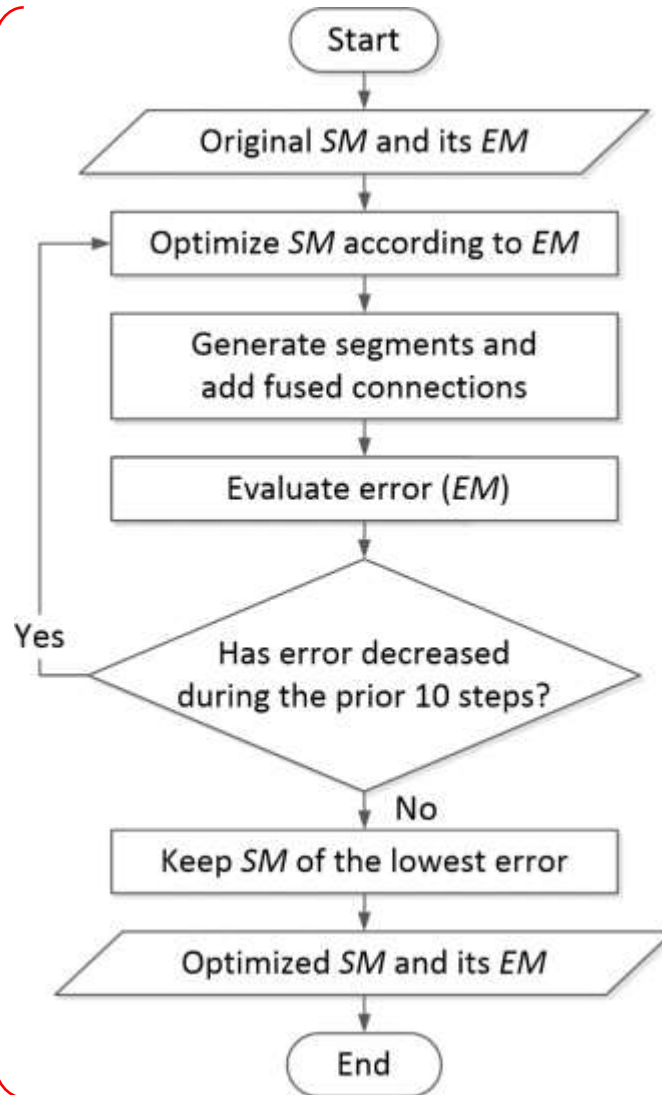 Start
Original SM and its EM
Optimize SM according to EM
Generate segments and
add fused connections
Evaluate error (EM)
Yes
Has error decreased
during the prior 10 steps?
No
Keep SM of the lowest error
Optimized SM and its EM
End